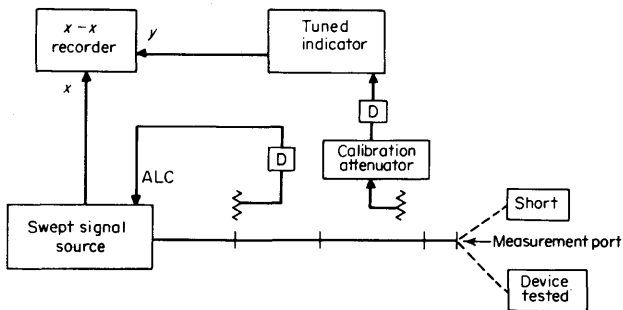 x – x
recorder
y
Tuned
indicator
x
D
D
Calibration
attenuator
ALC
Swept signal
source
Short
Measurement port
Device
tested